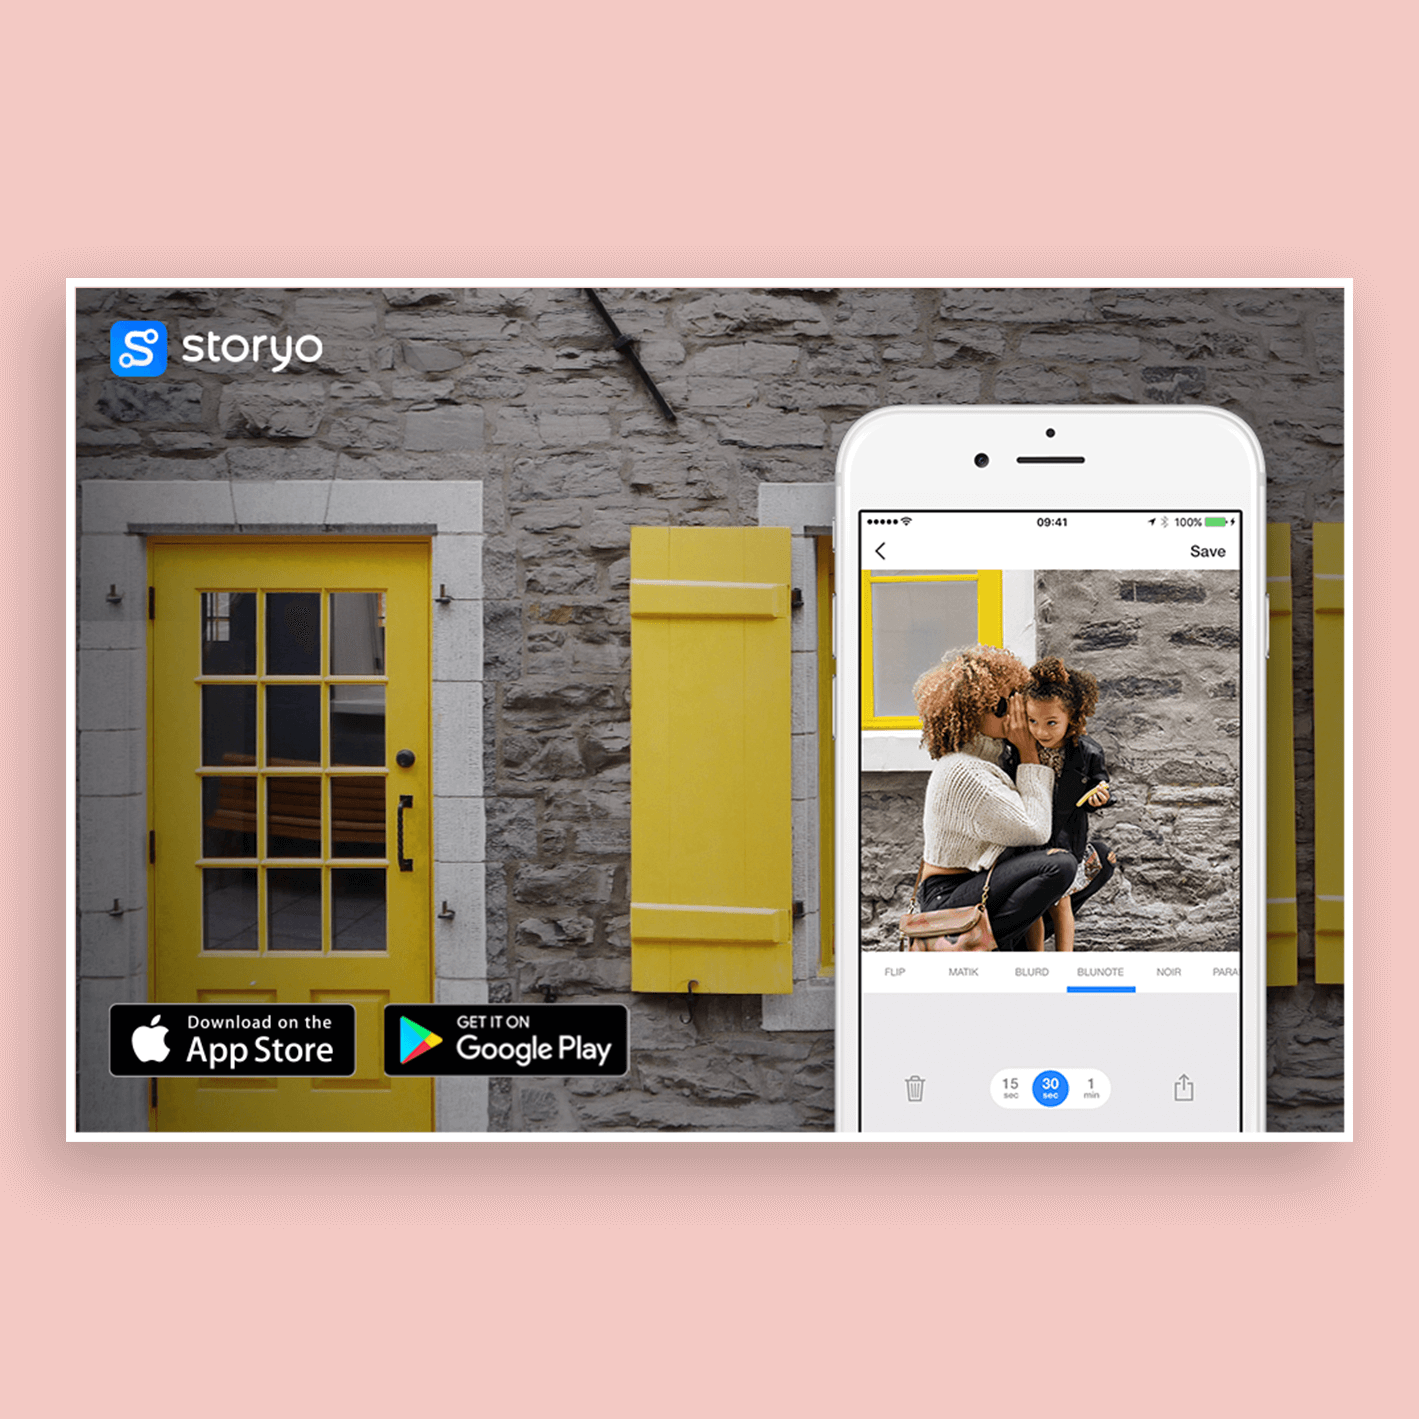 storyo
09:41
100%
Save
FLIP MATIK BLURD BLUNOTE NOIR PARA
Download on the
App Store
GET IT ON
Google Play
15 30 1
sec sec min